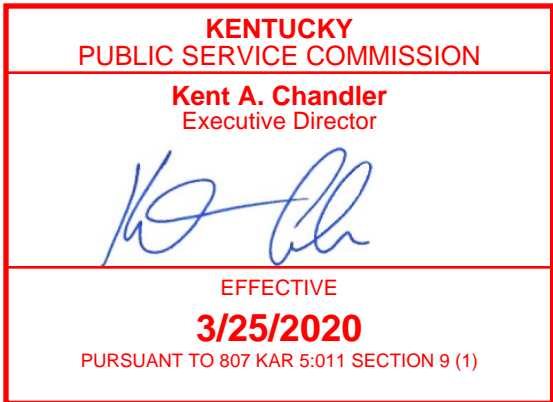 KENTUCKY
PUBLIC SERVICE COMMISSION
Kent A. Chandler
Executive Director
EFFECTIVE
3/25/2020
PURSUANT TO 807 KAR 5:011 SECTION 9 (1)